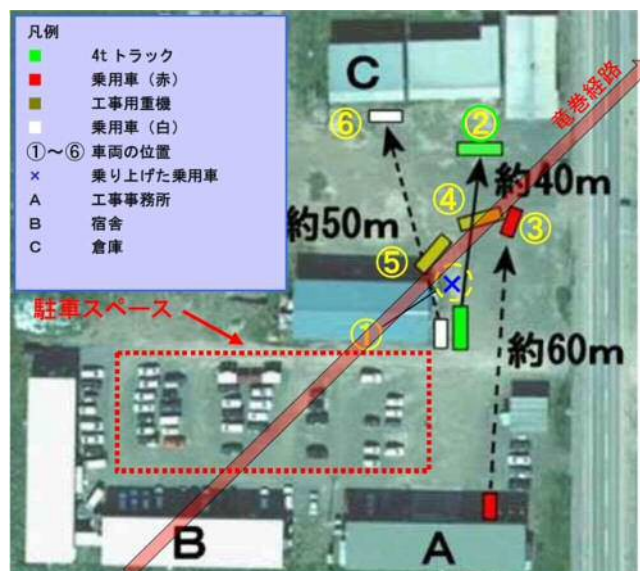 凡例
4t トラック
乗用車（赤）
工事用重機
乗用車（白）
①～⑥ 車両の位置
× 乗り上げた乗用車
A 工事事務所
B 宿舎
C 倉庫
C
竜巻経路
⑥
②
約40m
④
③
約50m
⑤
×
駐車スペース
①
約60m
B
A